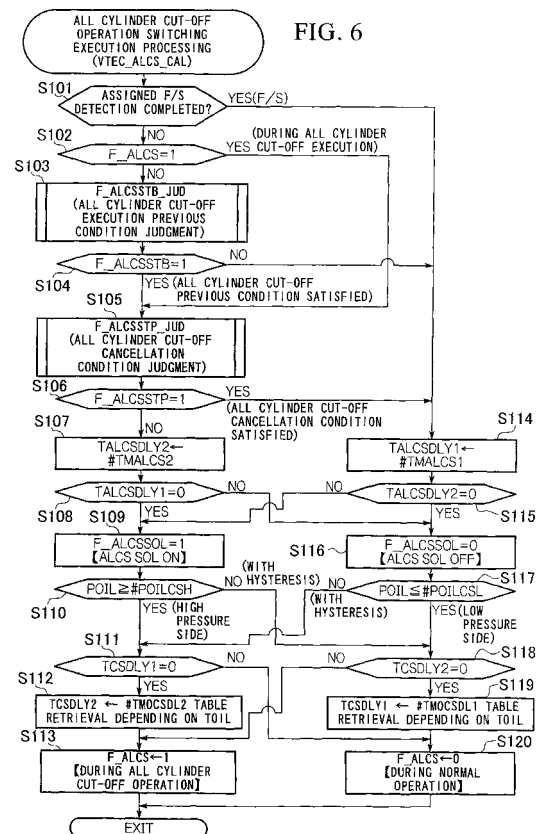 FIG. 6
ALL CYLINDER CUT-OFF
OPERATION SWITCHING
EXECUTION PROCESSING
(VTEC_ALCS_CAL)
S101
ASSIGNED F/S
DETECTION COMPLETED?
YES(F/S)
NO
S102
F_ALCS=1
YES
(DURING ALL CYLINDER
CUT-OFF EXECUTION)
NO
S103
F_ALCSSTB_JUD
(ALL CYLINDER CUT-OFF
EXECUTION PREVIOUS
CONDITION JUDGMENT)
S104
F_ALCSSTB=1
NO
YES
(ALL CYLINDER CUT-OFF
PREVIOUS CONDITION SATISFIED)
S105
F_ALCSSTP_JUD
(ALL CYLINDER CUT-OFF
CANCELLATION
CONDITION JUDGMENT)
S106
F_ALCSSTP=1
YES
(ALL CYLINDER CUT-OFF
CANCELLATION CONDITION
SATISFIED)
NO
S107
TALCSDLY2←
#TMALCS2
S114
TALCSDLY1←
#TMALCS1
S108
TALCSDLY1=0
NO
YES
NO
TALCSDLY2=0
S115
YES
S109
F_ALCSSOL=1
【ALCS SOL ON】
S116
F_ALCSSOL=0
【ALCS SOL OFF】
S110
POIL≥#POILCSH
NO
(WITH
HYSTERESIS)
YES
(HIGH
PRESSURE
SIDE)
NO
(WITH
HYSTERESIS)
POIL≤#POILCSL
S117
YES
(LOW
PRESSURE
SIDE)
S111
TCSDLY1=0
NO
YES
NO
TCSDLY2=0
S118
YES
S112
TCSDLY2 ← #TMOCSDL2 TABLE
RETRIEVAL DEPENDING ON TOIL
S119
TCSDLY1 ← #TMOCSDL1 TABLE
RETRIEVAL DEPENDING ON TOIL
S113
F_ALCS←1
【DURING ALL CYLINDER
CUT-OFF OPERATION】
S120
F_ALCS←0
【DURING NORMAL
OPERATION】
EXIT